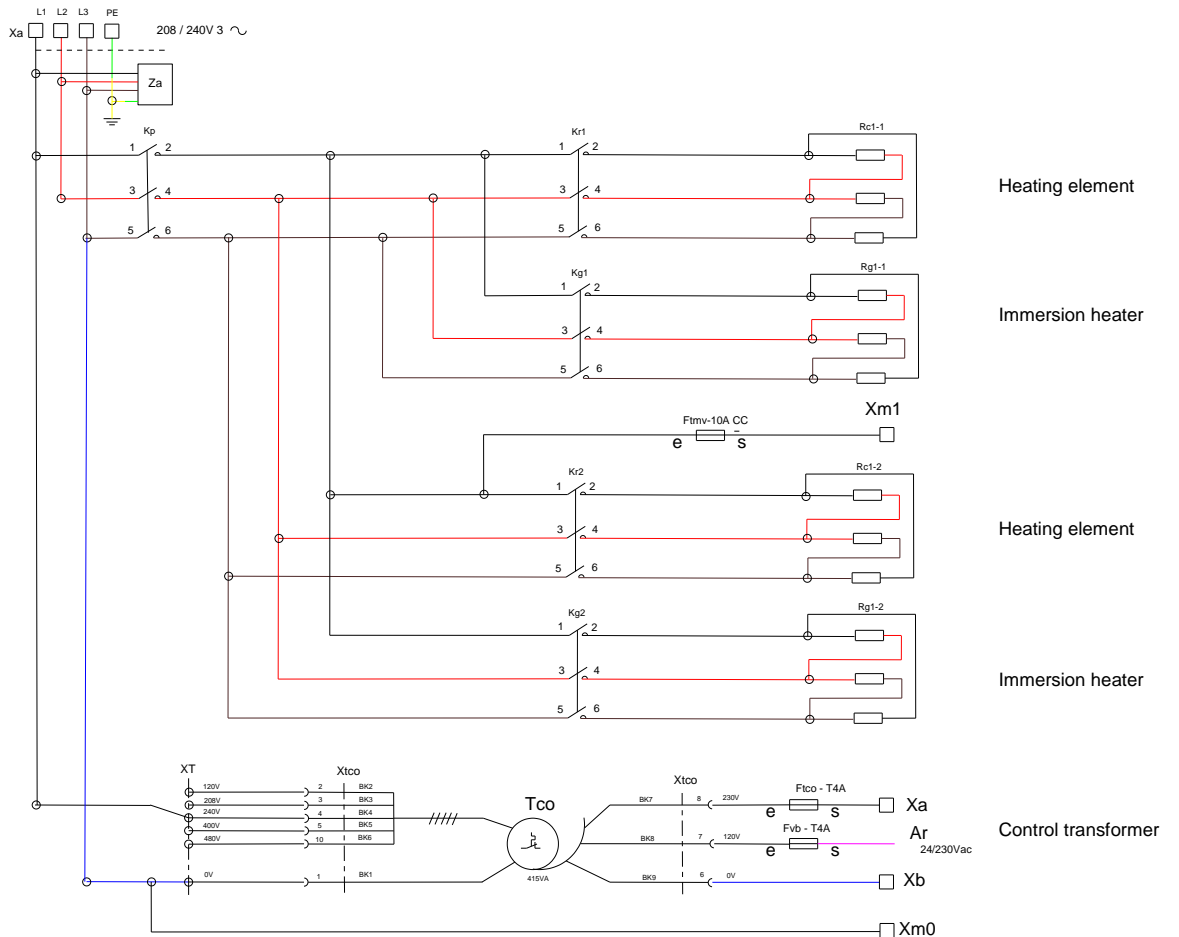 L1 L2 L3 PE
Xa 208 / 240V 3
Za
Kp Kr1 Rc1-1
1 2 1 2
3 4 3 4
5 6 5 6
Heating element
Kg1 Rg1-1
1 2
3 4
5 6
Immersion heater
Xm1
Ftmv-10A CC
e s
Kr2 Rc1-2
1 2
3 4
5 6
Heating element
Kg2 Rg1-2
1 2
3 4
5 6
Immersion heater
XT Xtco Tco Xtco
120V 2 BK2
208V 3 BK3
240V 4 BK4
400V 5 BK5
480V 10 BK6
0V 1 BK1
415VA
BK7 8 230V Ftco - T4A e s Xa
BK8 7 120V Fvb - T4A e s Ar
24/230Vac
BK9 6 0V Xb
Control transformer
Xm0